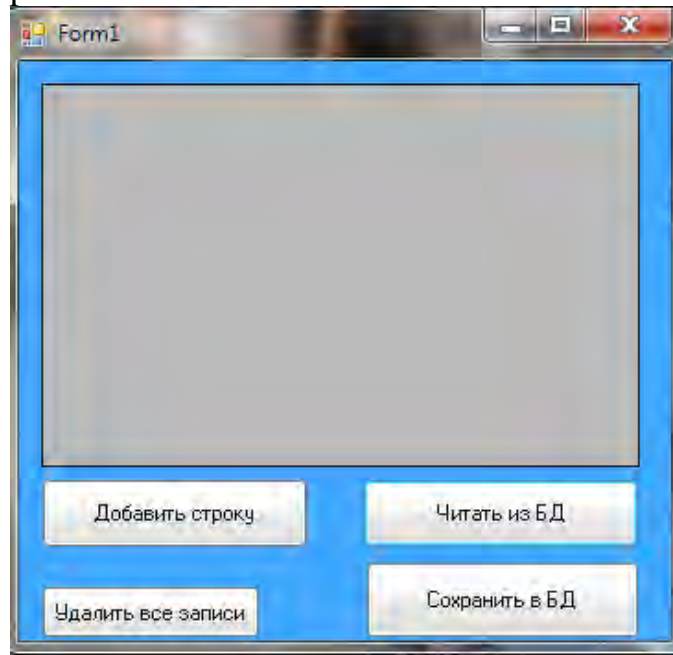 Form1
Добавить строку
Читать из БД
Удалить все записи
Сохранить в БД